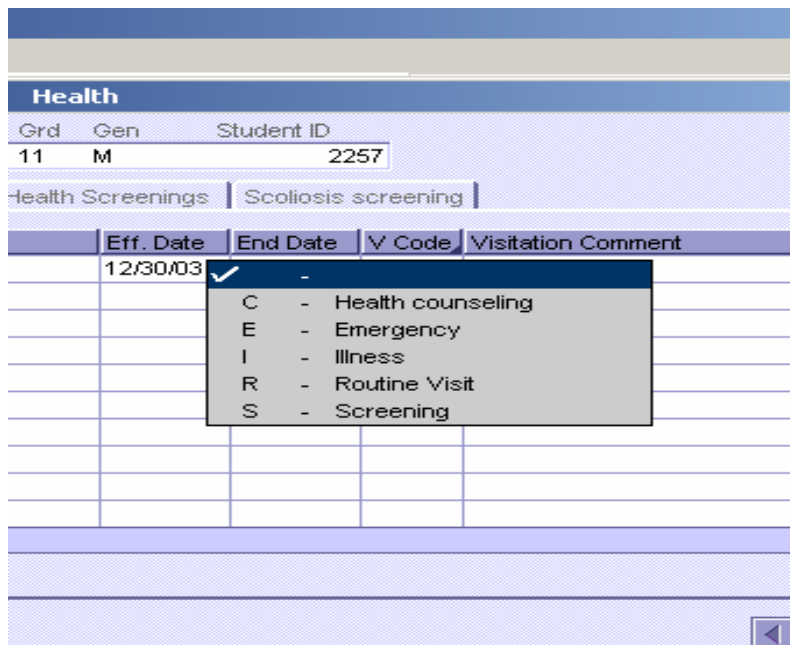 Health
Grd Gen Student ID
11 M 2257
Health Screenings Scoliosis screening
Eff. Date End Date V Code Visitation Comment
12/30/03 -
C - Health counseling
E - Emergency
I - Illness
R - Routine Visit
S - Screening